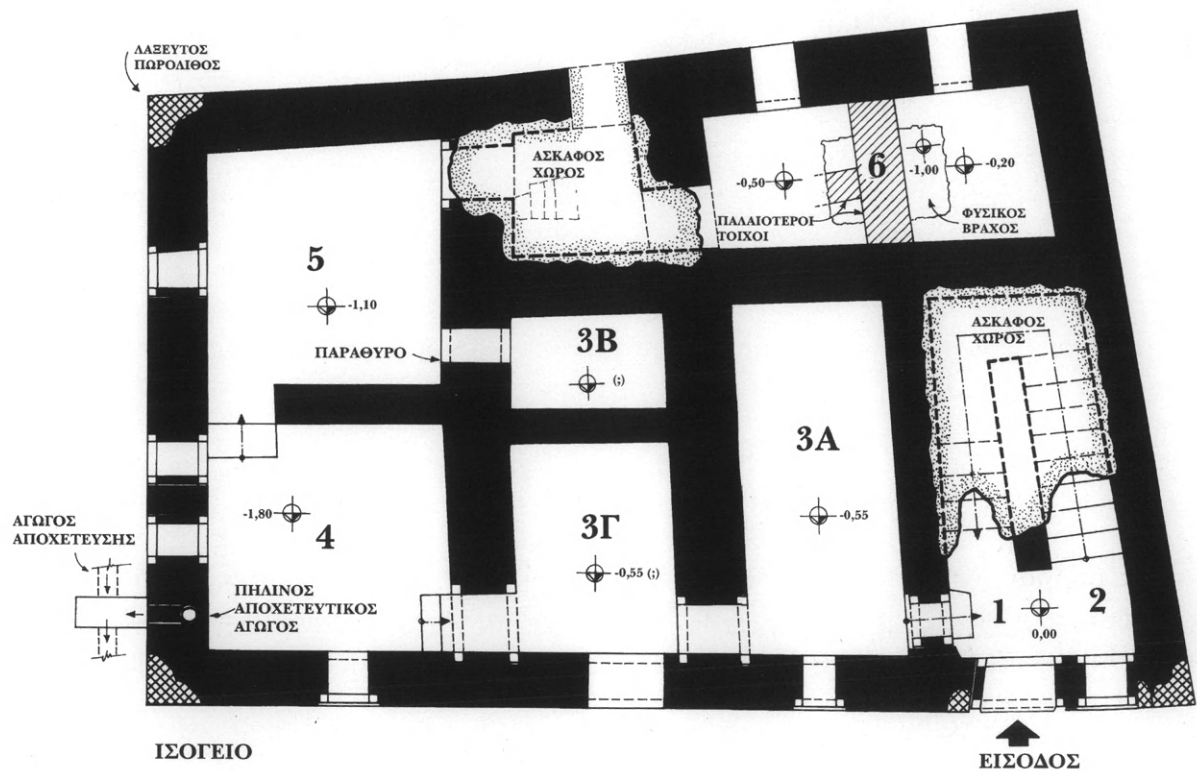 ΛΑΞΕΥΤΟΣ
ΠΩΡΟΛΙΘΟΣ
ΑΣΚΑΦΟΣ
ΧΩΡΟΣ
6
-0,50
-1,00
-0,20
ΠΑΛΑΙΟΤΕΡΟΙ
ΤΟΙΧΟΙ
ΦΥΣΙΚΟΣ
ΒΡΑΧΟΣ
5
-1,10
ΠΑΡΑΘΥΡΟ
3Β
(;)
ΑΣΚΑΦΟΣ
ΧΩΡΟΣ
3Α
-0,55
4
-1,80
3Γ
-0,55 (;)
ΑΓΩΓΟΣ
ΑΠΟΧΕΤΕΥΣΗΣ
ΠΗΛΙΝΟΣ
ΑΠΟΧΕΤΕΥΤΙΚΟΣ
ΑΓΩΓΟΣ
1
2
0,00
ΙΣΟΓΕΙΟ
ΕΙΣΟΔΟΣ